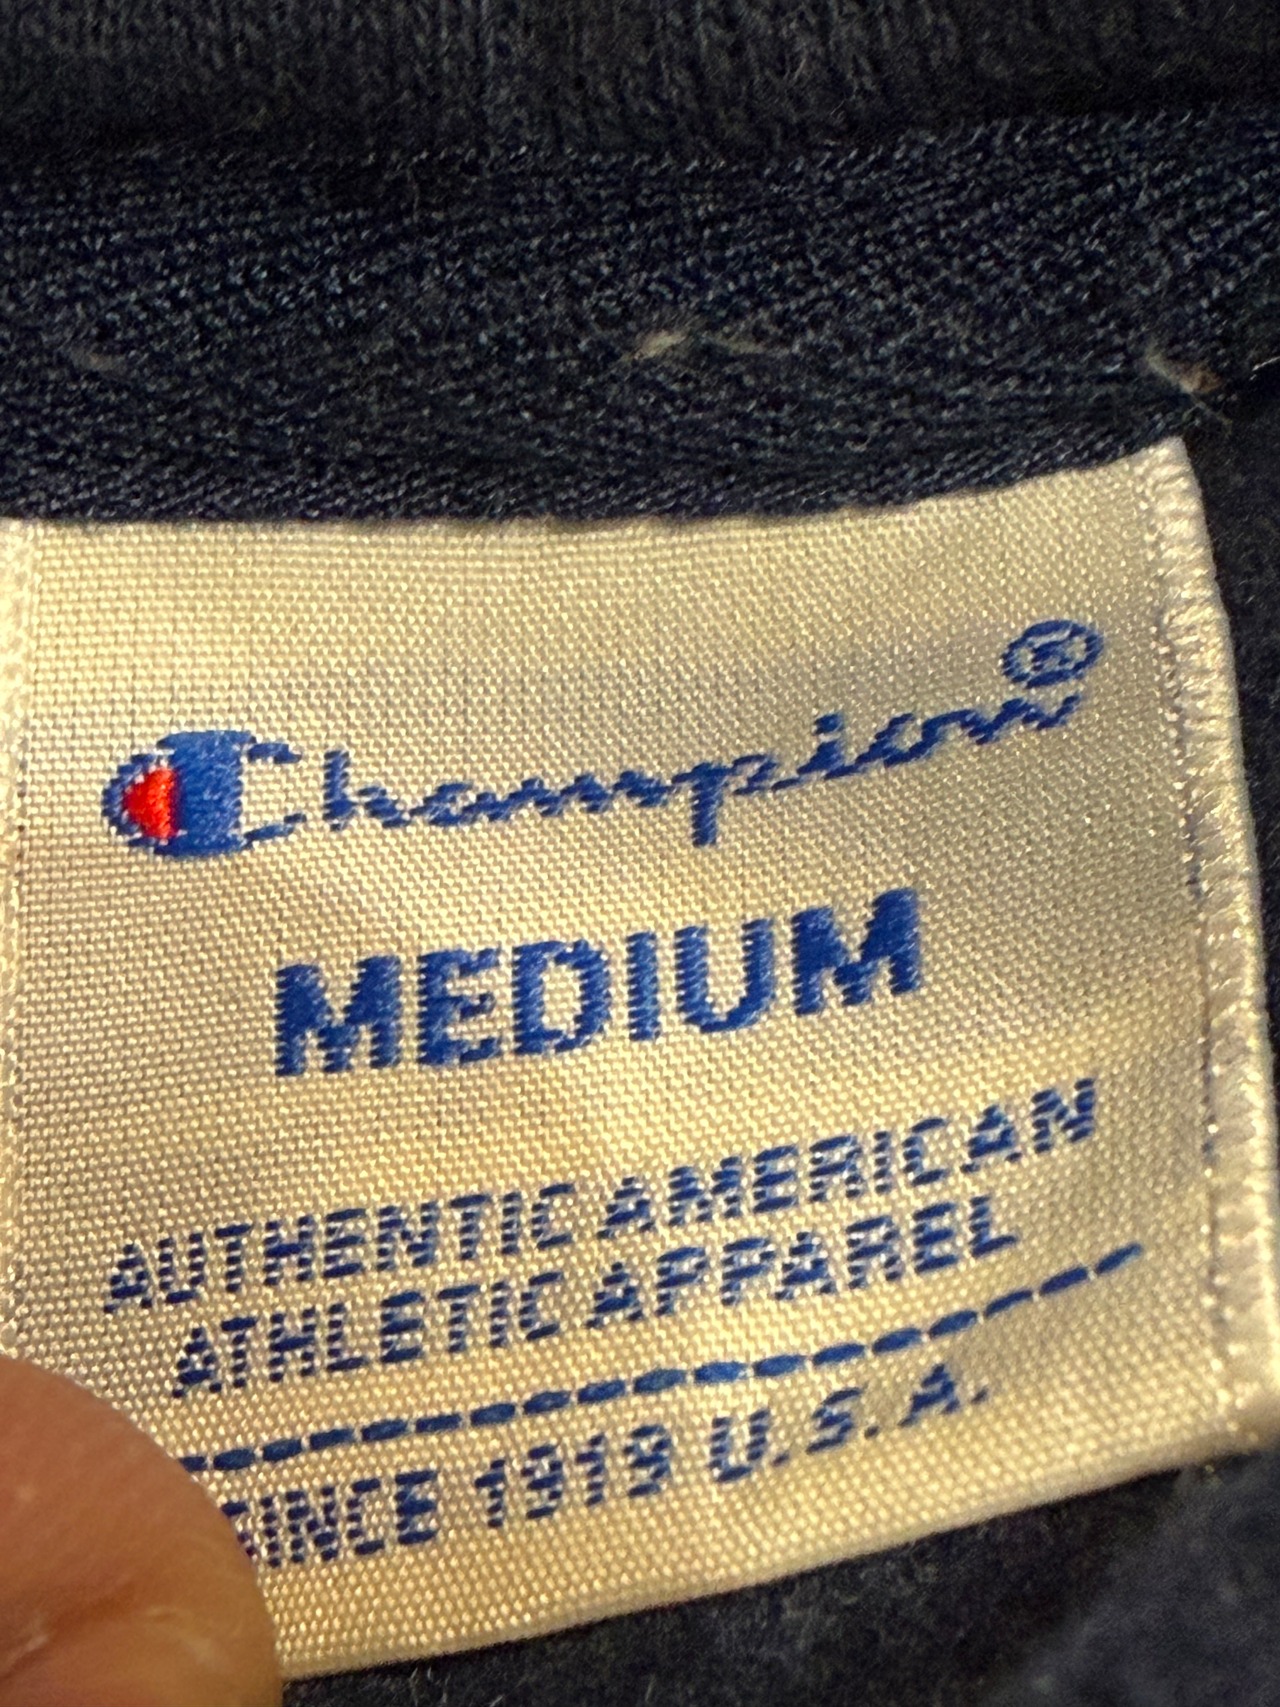 Champion®
MEDIUM
AUTHENTIC AMERICAN
ATHLETIC APPAREL
SINCE 1919 U.S.A.